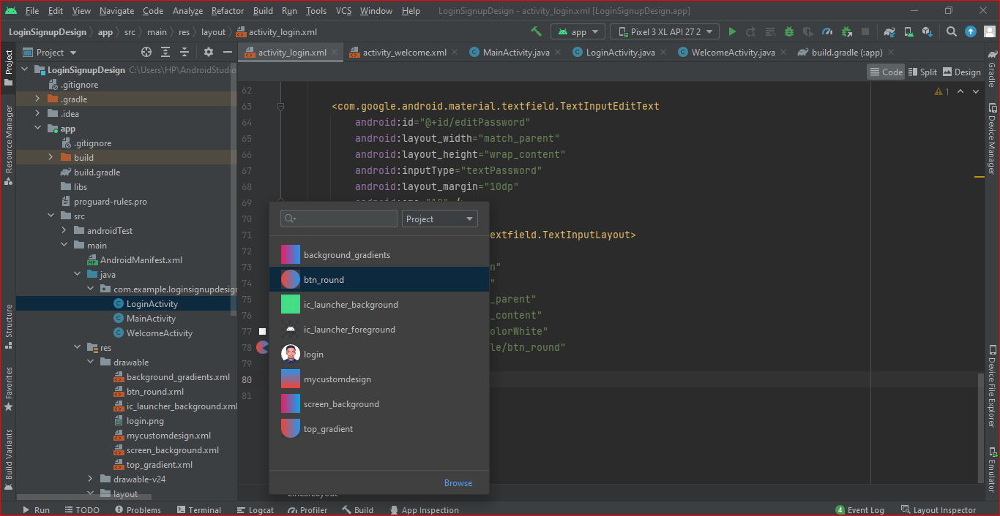 File Edit View Navigate Code Analyze Refactor Build Run Tools VCS Window Help LoginSignupDesign - activity_login.xml [LoginSignupDesign.app]
LoginSignupDesign app src main res layout activity_login.xml app Pixel 3 XL API 27 2
Project activity_login.xml activity_welcome.xml MainActivity.java LoginActivity.java WelcomeActivity.java build.gradle (:app)
Code Split Design
1
Project
Resource Manager
Structure
Favorites
Build Variants
LoginSignupDesign C:\Users\HP\AndroidStudio
.gitignore
.gradle
.idea
app
.gitignore
build
build.gradle
libs
proguard-rules.pro
src
androidTest
main
AndroidManifest.xml
java
com.example.loginsignupdesign
LoginActivity
MainActivity
WelcomeActivity
res
drawable
background_gradients.xml
btn_round.xml
ic_launcher_background.xml
login.png
mycustomdesign.xml
screen_background.xml
top_gradient.xml
drawable-v24
layout
62
63 <com.google.android.material.textfield.TextInputEditText
64 android:id="@+id/editPassword"
65 android:layout_width="match_parent"
66 android:layout_height="wrap_content"
67 android:inputType="textPassword"
68 android:layout_margin="10dp"
69
70
71 extfield.TextInputLayout>
72
73 n"
74 "
75 _parent"
76 _content"
77 olorWhite"
78 le/btn_round"
79
80
81
Project
background_gradients
btn_round
ic_launcher_background
ic_launcher_foreground
login
mycustomdesign
screen_background
top_gradient
Browse
Gradle
Device Manager
Device File Explorer
Emulator
Run TODO Problems Terminal Logcat Profiler Build App Inspection 4 Event Log Layout Inspector